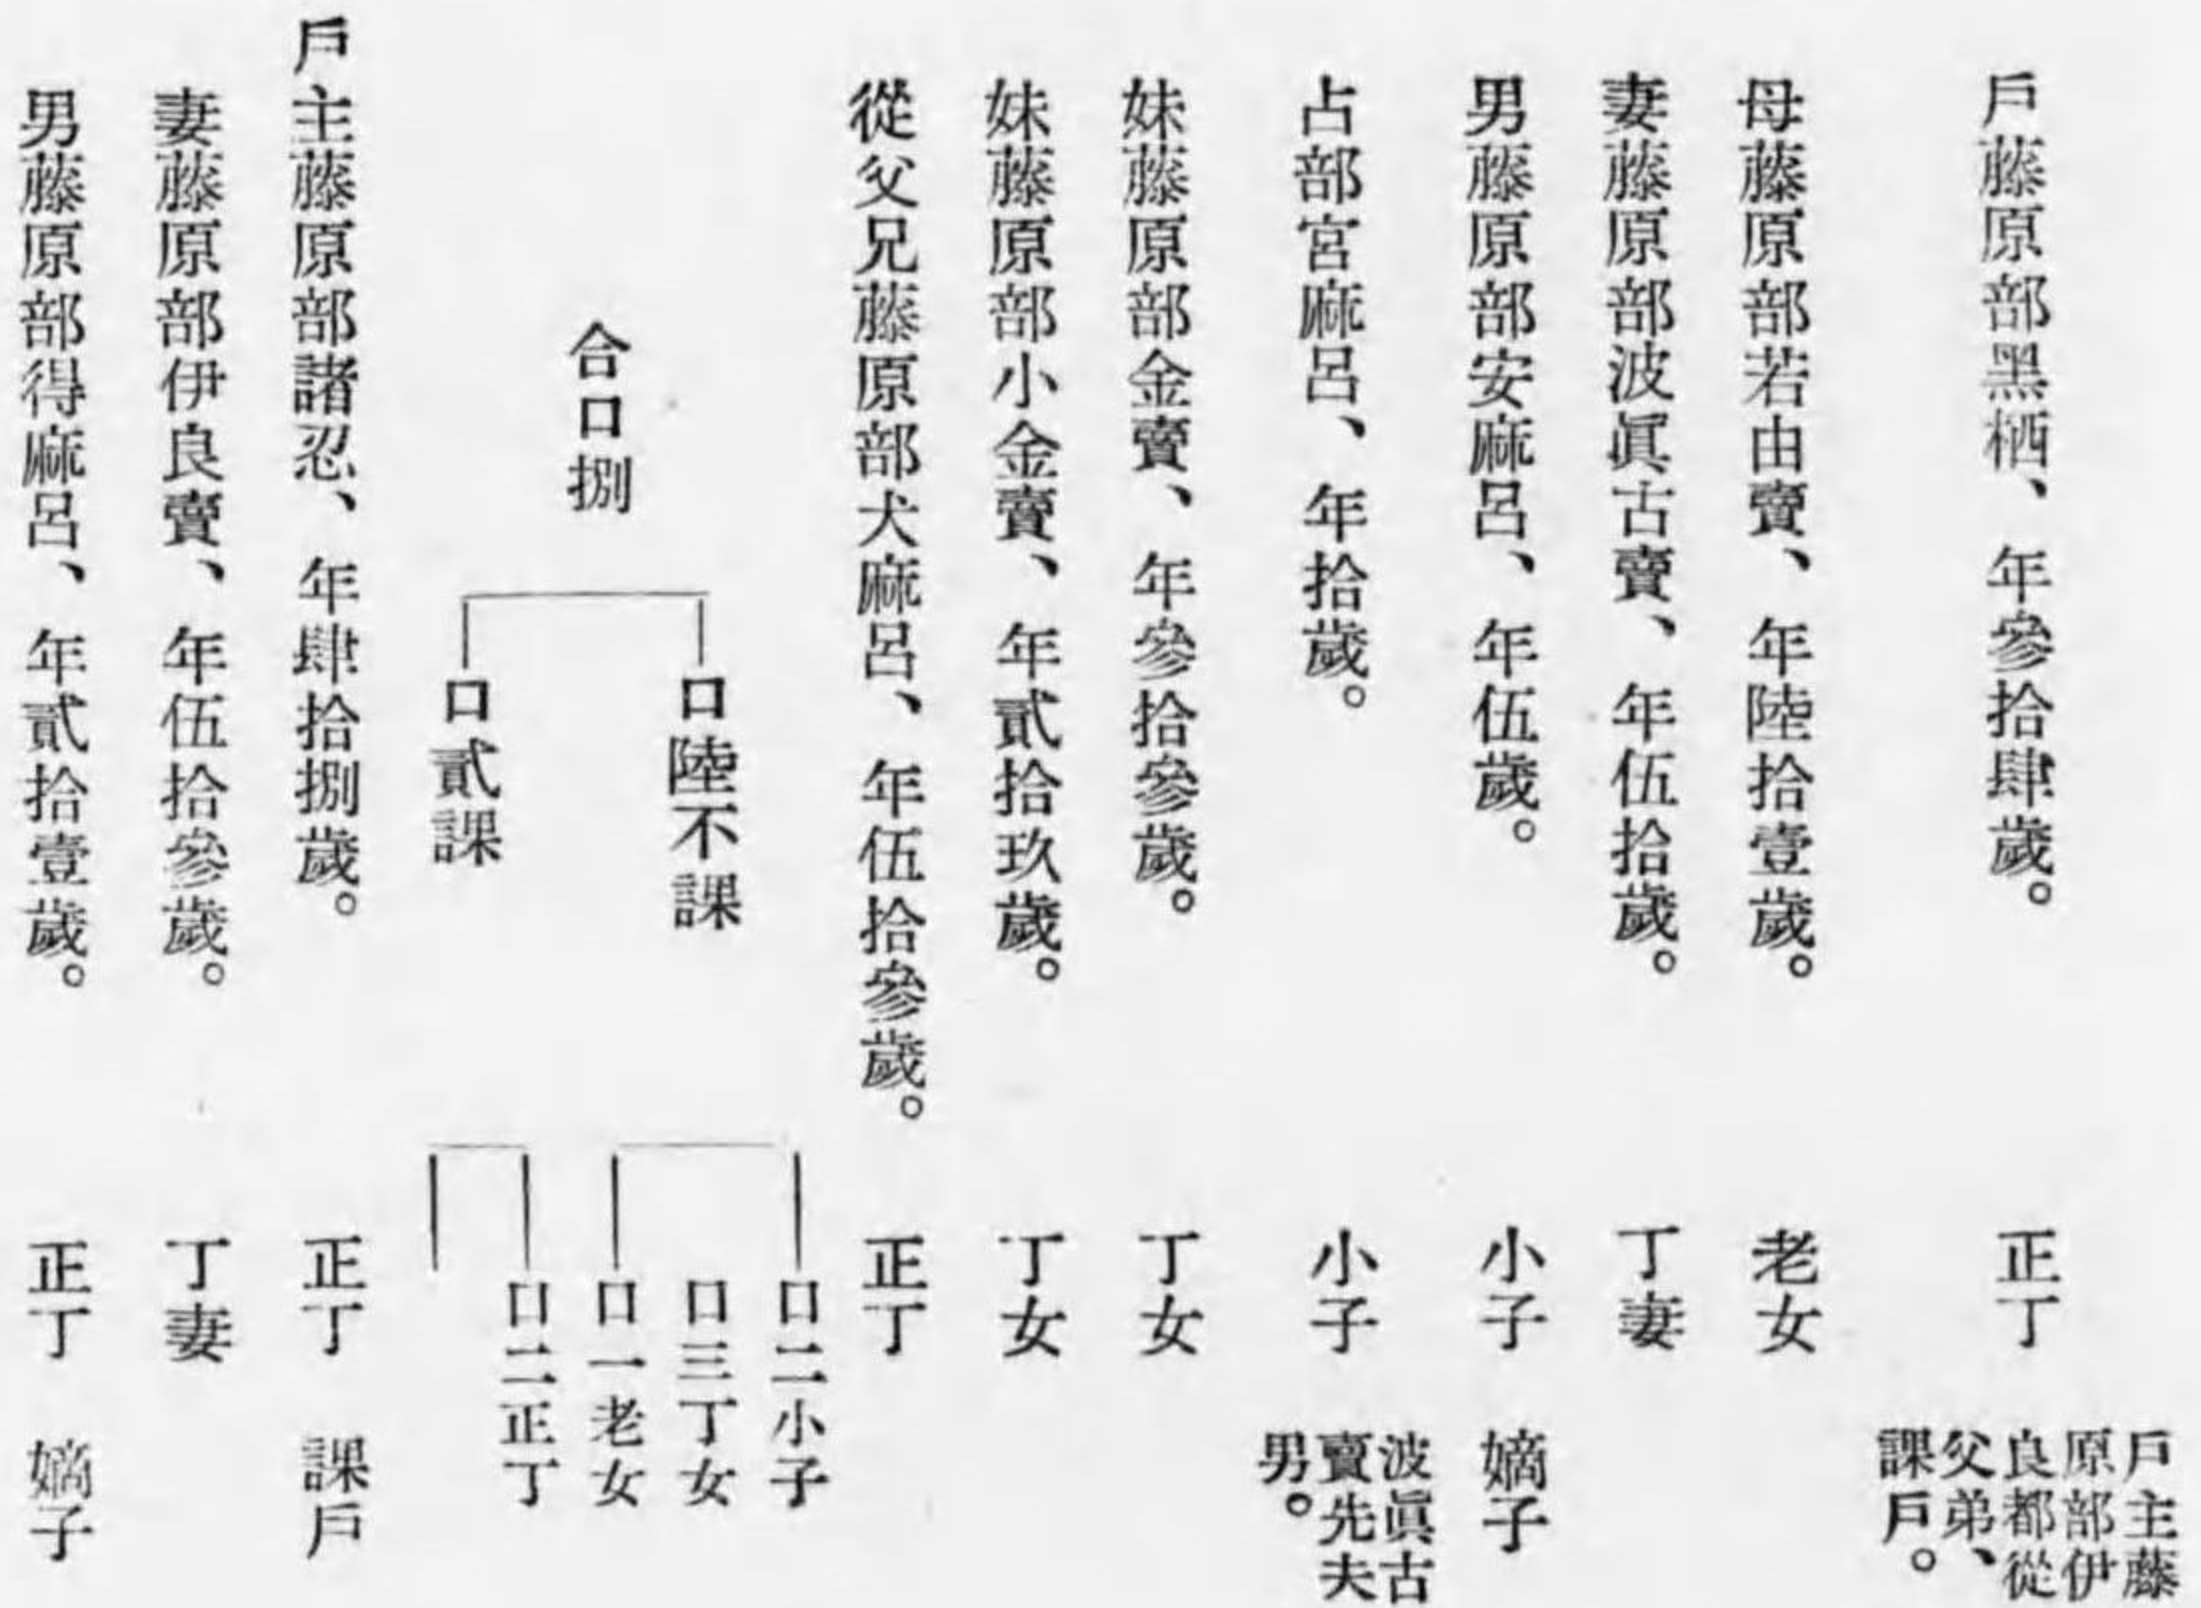 戶藤原部黑栖、年參拾肆歲。 正丁 戶主藤
原部伊
良都從
父弟、
課戶。
母藤原部若由賣、年陸拾壹歲。 老女
妻藤原部波眞古賣、年伍拾歲。 丁妻
男藤原部安麻呂、年伍歲。 小子 嫡子
占部宮麻呂、年拾歲。 小子 波眞古
賣先夫
男。
妹藤原部金賣、年參拾參歲。 丁女
妹藤原部小金賣、年貳拾玖歲。 丁女
從父兄藤原部犬麻呂、年伍拾參歲。 正丁
合口捌
口陸不課
口二小子
口三丁女
口一老女
口貳課
口二正丁
戶主藤原部諸忍、年肆拾捌歲。 正丁 課戶
妻藤原部伊良賣、年伍拾參歲。 丁妻
男藤原部得麻呂、年貳拾壹歲。 正丁 嫡子